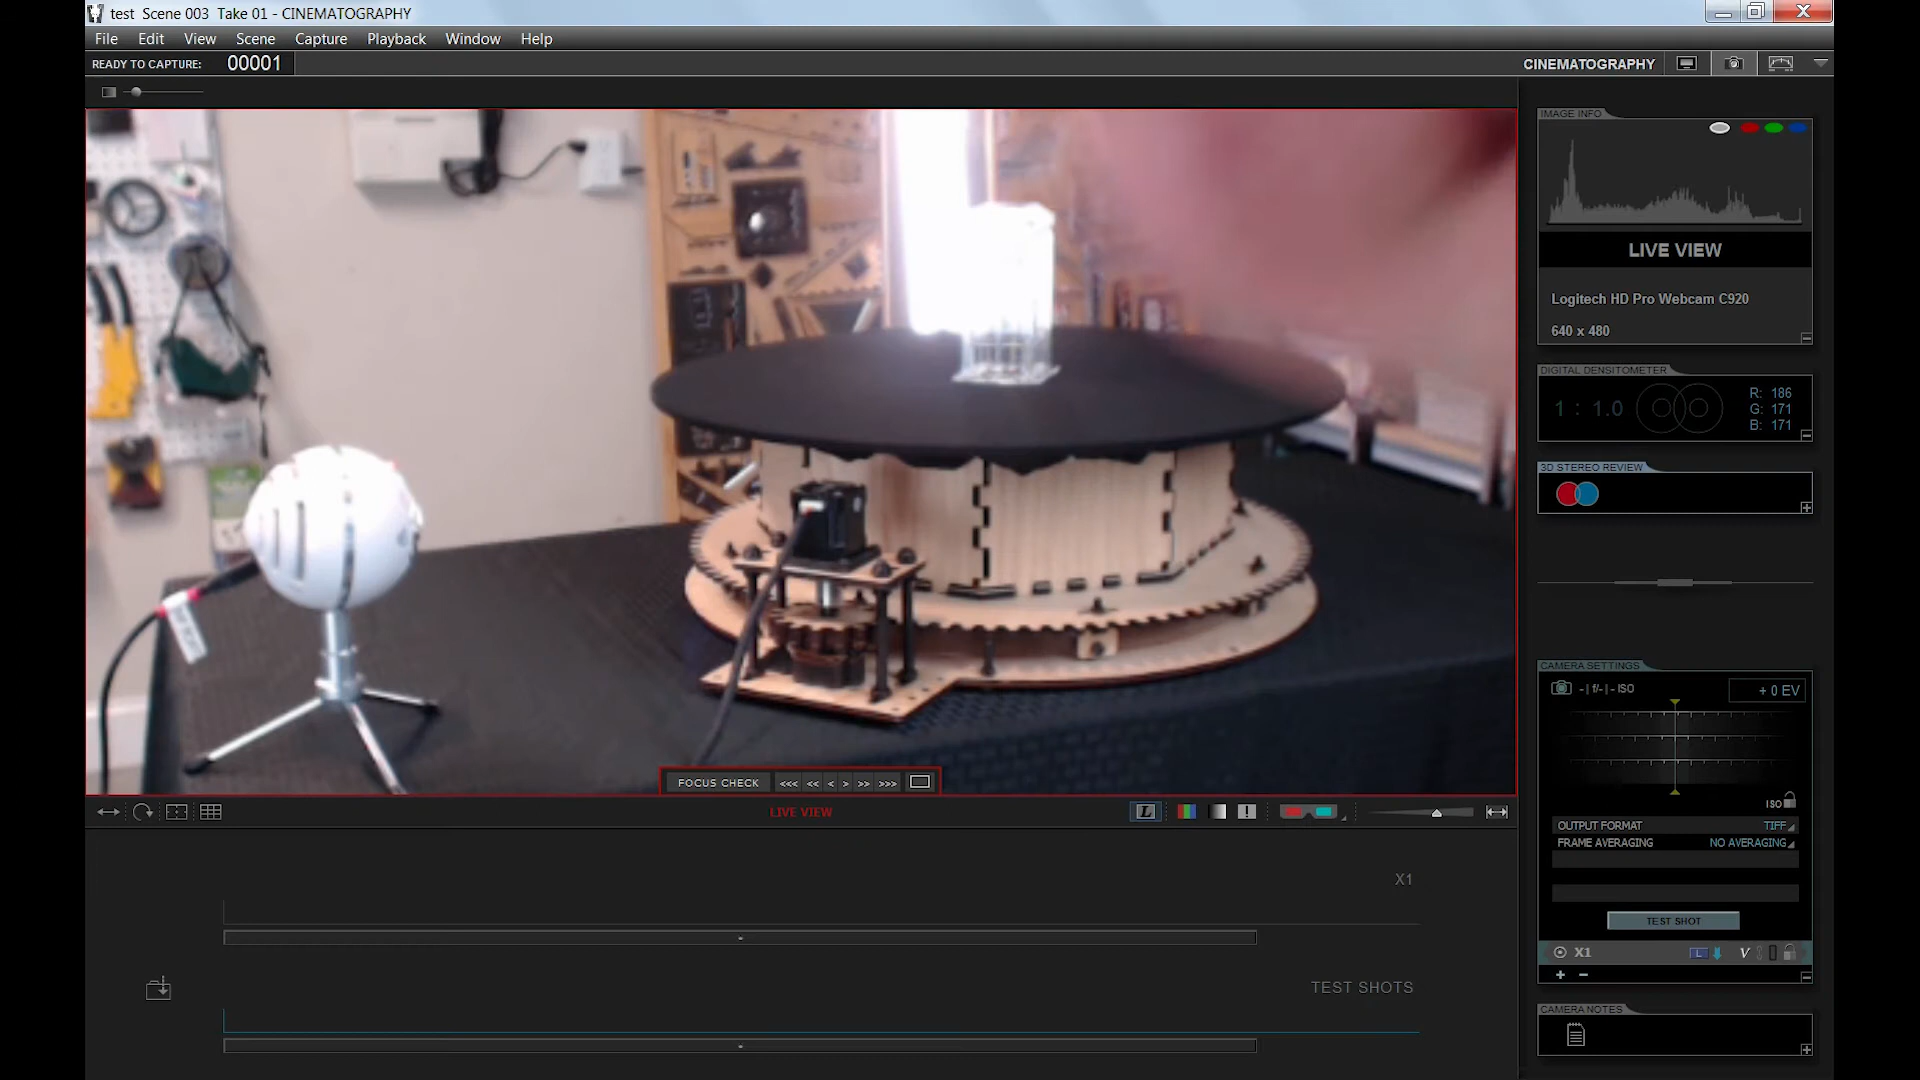 test Scene 003 Take 01 - CINEMATOGRAPHY
File Edit View Scene Capture Playback Window Help
READY TO CAPTURE: 00001
CINEMATOGRAPHY
IMAGE INFO
LIVE VIEW
Logitech HD Pro Webcam C920
640 x 480
DIGITAL DENSITOMETER
1 : 1.0
R: 186
G: 171
B: 171
3D STEREO REVIEW
CAMERA SETTINGS
- | f/- | - ISO
+ 0 EV
ISO
OUTPUT FORMAT TIFF
FRAME AVERAGING NO AVERAGING
TEST SHOT
X1 L V
+ -
CAMERA NOTES
FOCUS CHECK <<< << < > >> >>>
LIVE VIEW
L
X1
TEST SHOTS